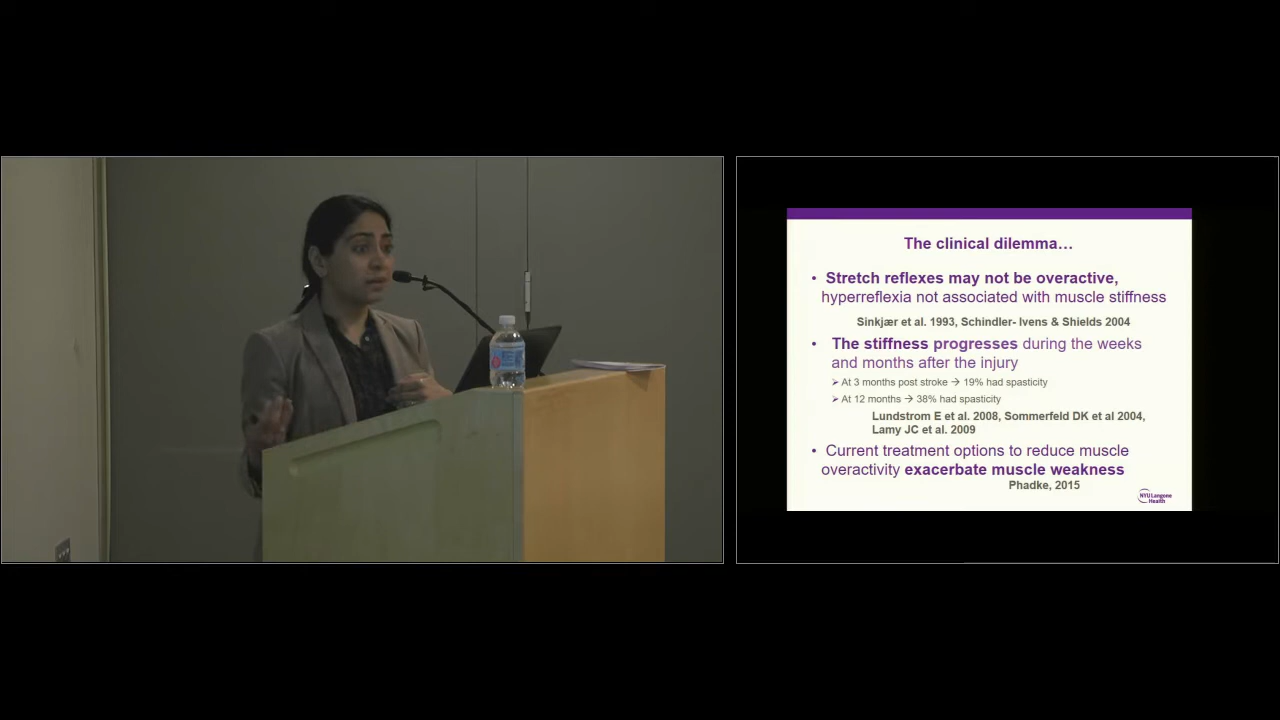 The clinical dilemma…
• Stretch reflexes may not be overactive,
hyperreflexia not associated with muscle stiffness
Sinkjær et al. 1993, Schindler- Ivens & Shields 2004
• The stiffness progresses during the weeks
and months after the injury
➢ At 3 months post stroke → 19% had spasticity
➢ At 12 months → 38% had spasticity
Lundstrom E et al. 2008, Sommerfeld DK et al 2004,
Lamy JC et al. 2009
• Current treatment options to reduce muscle
overactivity exacerbate muscle weakness
Phadke, 2015
NYU Langone
Health